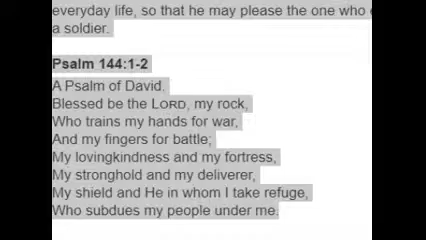 everyday life, so that he may please the one who
a soldier.
Psalm 144:1-2
A Psalm of David.
Blessed be the LORD, my rock,
Who trains my hands for war,
And my fingers for battle;
My lovingkindness and my fortress,
My stronghold and my deliverer,
My shield and He in whom I take refuge,
Who subdues my people under me.